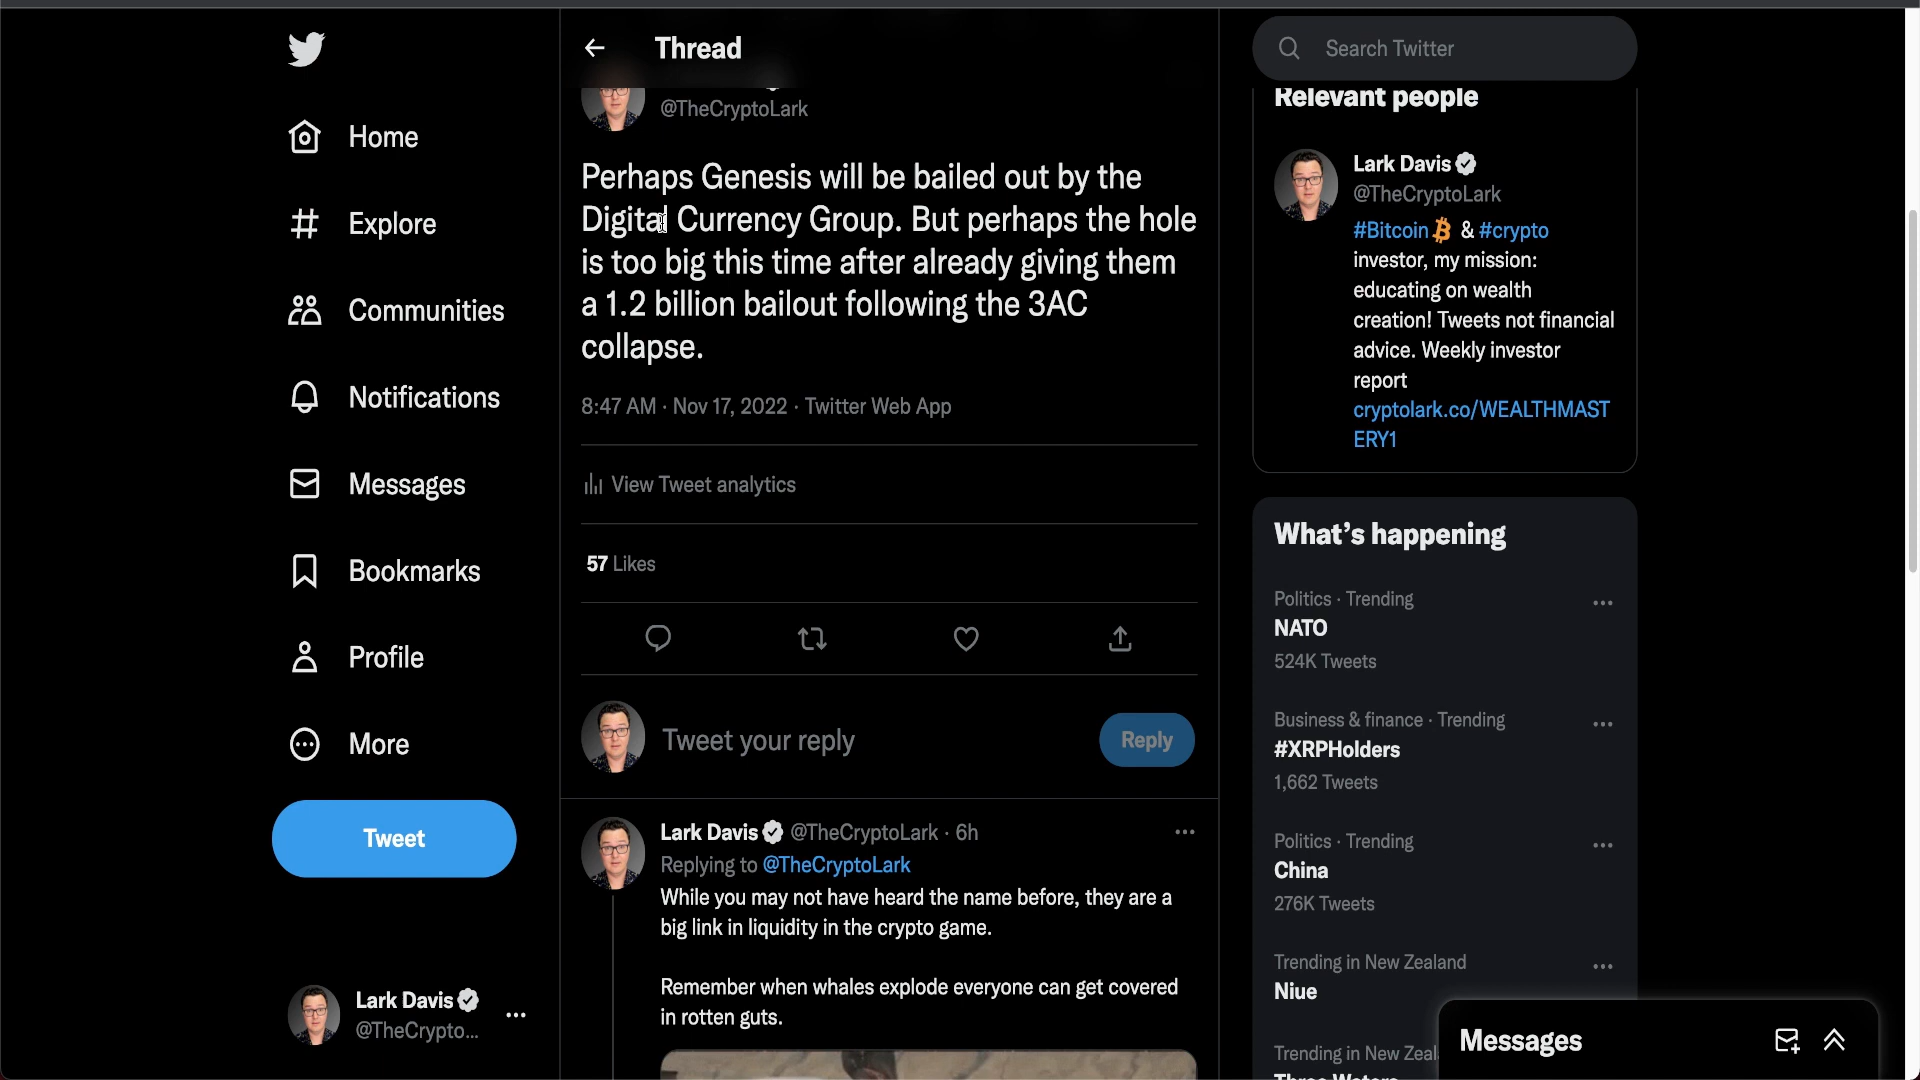 Thread
Search Twitter
Home
Explore
Communities
Notifications
Messages
Bookmarks
Profile
More
Tweet
Lark Davis
@TheCrypto...
@TheCryptoLark
Perhaps Genesis will be bailed out by the
Digital Currency Group. But perhaps the hole
is too big this time after already giving them
a 1.2 billion bailout following the 3AC
collapse.
8:47 AM · Nov 17, 2022 · Twitter Web App
View Tweet analytics
57 Likes
Tweet your reply
Reply
Lark Davis @TheCryptoLark · 6h
Replying to @TheCryptoLark
While you may not have heard the name before, they are a
big link in liquidity in the crypto game.
Remember when whales explode everyone can get covered
in rotten guts.
Relevant people
Lark Davis
@TheCryptoLark
#Bitcoin & #crypto
investor, my mission:
educating on wealth
creation! Tweets not financial
advice. Weekly investor
report
cryptolark.co/WEALTHMAST
ERY1
What's happening
Politics · Trending
NATO
524K Tweets
Business & finance · Trending
#XRPHolders
1,662 Tweets
Politics · Trending
China
276K Tweets
Trending in New Zealand
Niue
Trending in New Zeal
Messages